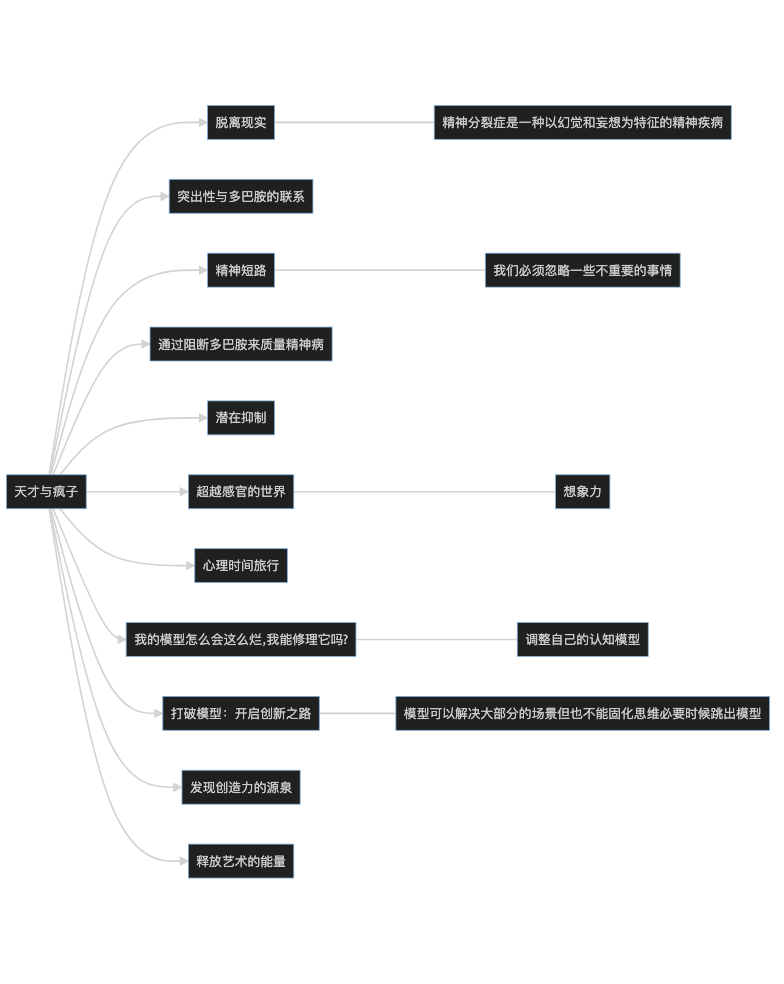 脱离现实
精神分裂症是一种以幻觉和妄想为特征的精神疾病
突出性与多巴胺的联系
精神短路
我们必须忽略一些不重要的事情
通过阻断多巴胺来质量精神病
潜在抑制
天才与疯子
超越感官的世界
想象力
心理时间旅行
我的模型怎么会这么烂,我能修理它吗?
调整自己的认知模型
打破模型：开启创新之路
模型可以解决大部分的场景但也不能固化思维必要时候跳出模型
发现创造力的源泉
释放艺术的能量